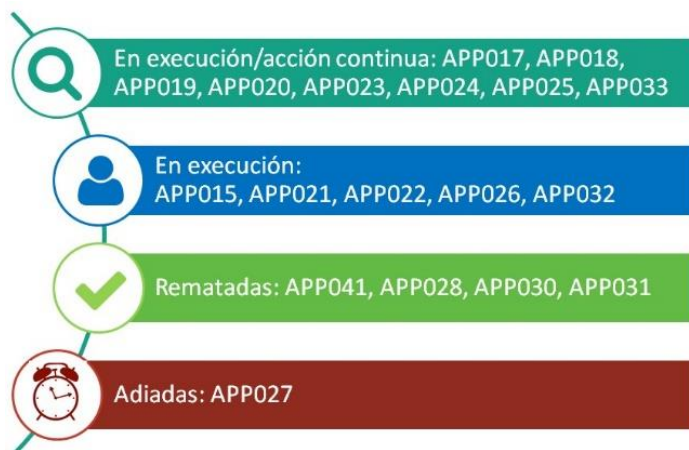 En execución/acción continua: APP017, APP018,
APP019, APP020, APP023, APP024, APP025, APP033
En execución:
APP015, APP021, APP022, APP026, APP032
Rematadas: APP041, APP028, APP030, APP031
Adiadas: APP027